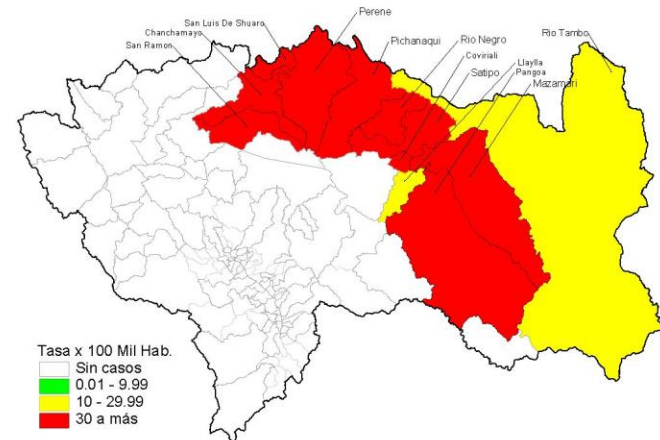 Perene
San Luis De Shuaro
Chanchamayo
San Ramon
Pichanaqui
Rio Negro
Coviriali
Satipo
Llaylla
Pangoa
Mazamari
Rio Tambo
Tasa x 100 Mil Hab.
Sin casos
0.01 - 9.99
10 - 29.99
30 a más